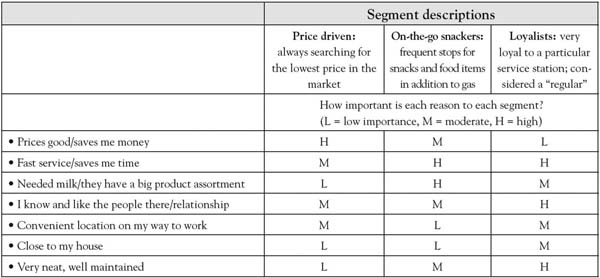 Segment descriptions
Price driven: always searching for the lowest price in the market
On-the-go snackers: frequent stops for snacks and food items in addition to gas
Loyalists: very loyal to a particular service station; considered a “regular”
How important is each reason to each segment?
(L = low importance, M = moderate, H = high)
• Prices good/saves me money H M L
• Fast service/saves me time M H H
• Needed milk/they have a big product assortment L H M
• I know and like the people there/relationship M M H
• Convenient location on my way to work M L M
• Close to my house L L M
• Very neat, well maintained L M H